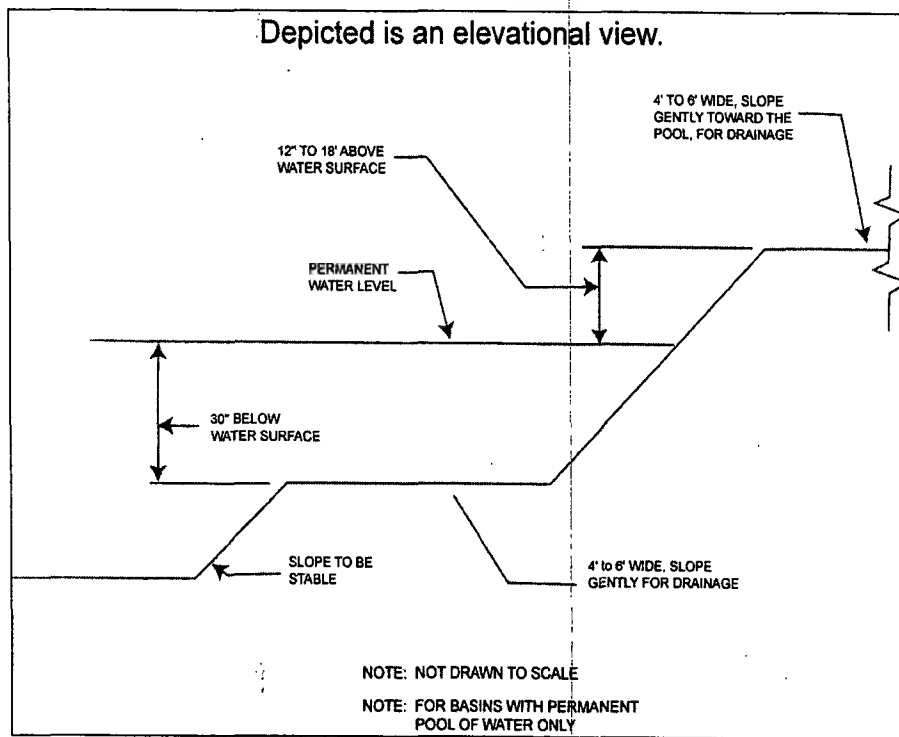 Depicted is an elevational view.
4' TO 6' WIDE, SLOPE
GENTLY TOWARD THE
POOL, FOR DRAINAGE
12" TO 18' ABOVE
WATER SURFACE
PERMANENT
WATER LEVEL
30" BELOW
WATER SURFACE
SLOPE TO BE
STABLE
4' to 6' WIDE, SLOPE
GENTLY FOR DRAINAGE
NOTE: NOT DRAWN TO SCALE
NOTE: FOR BASINS WITH PERMANENT
POOL OF WATER ONLY